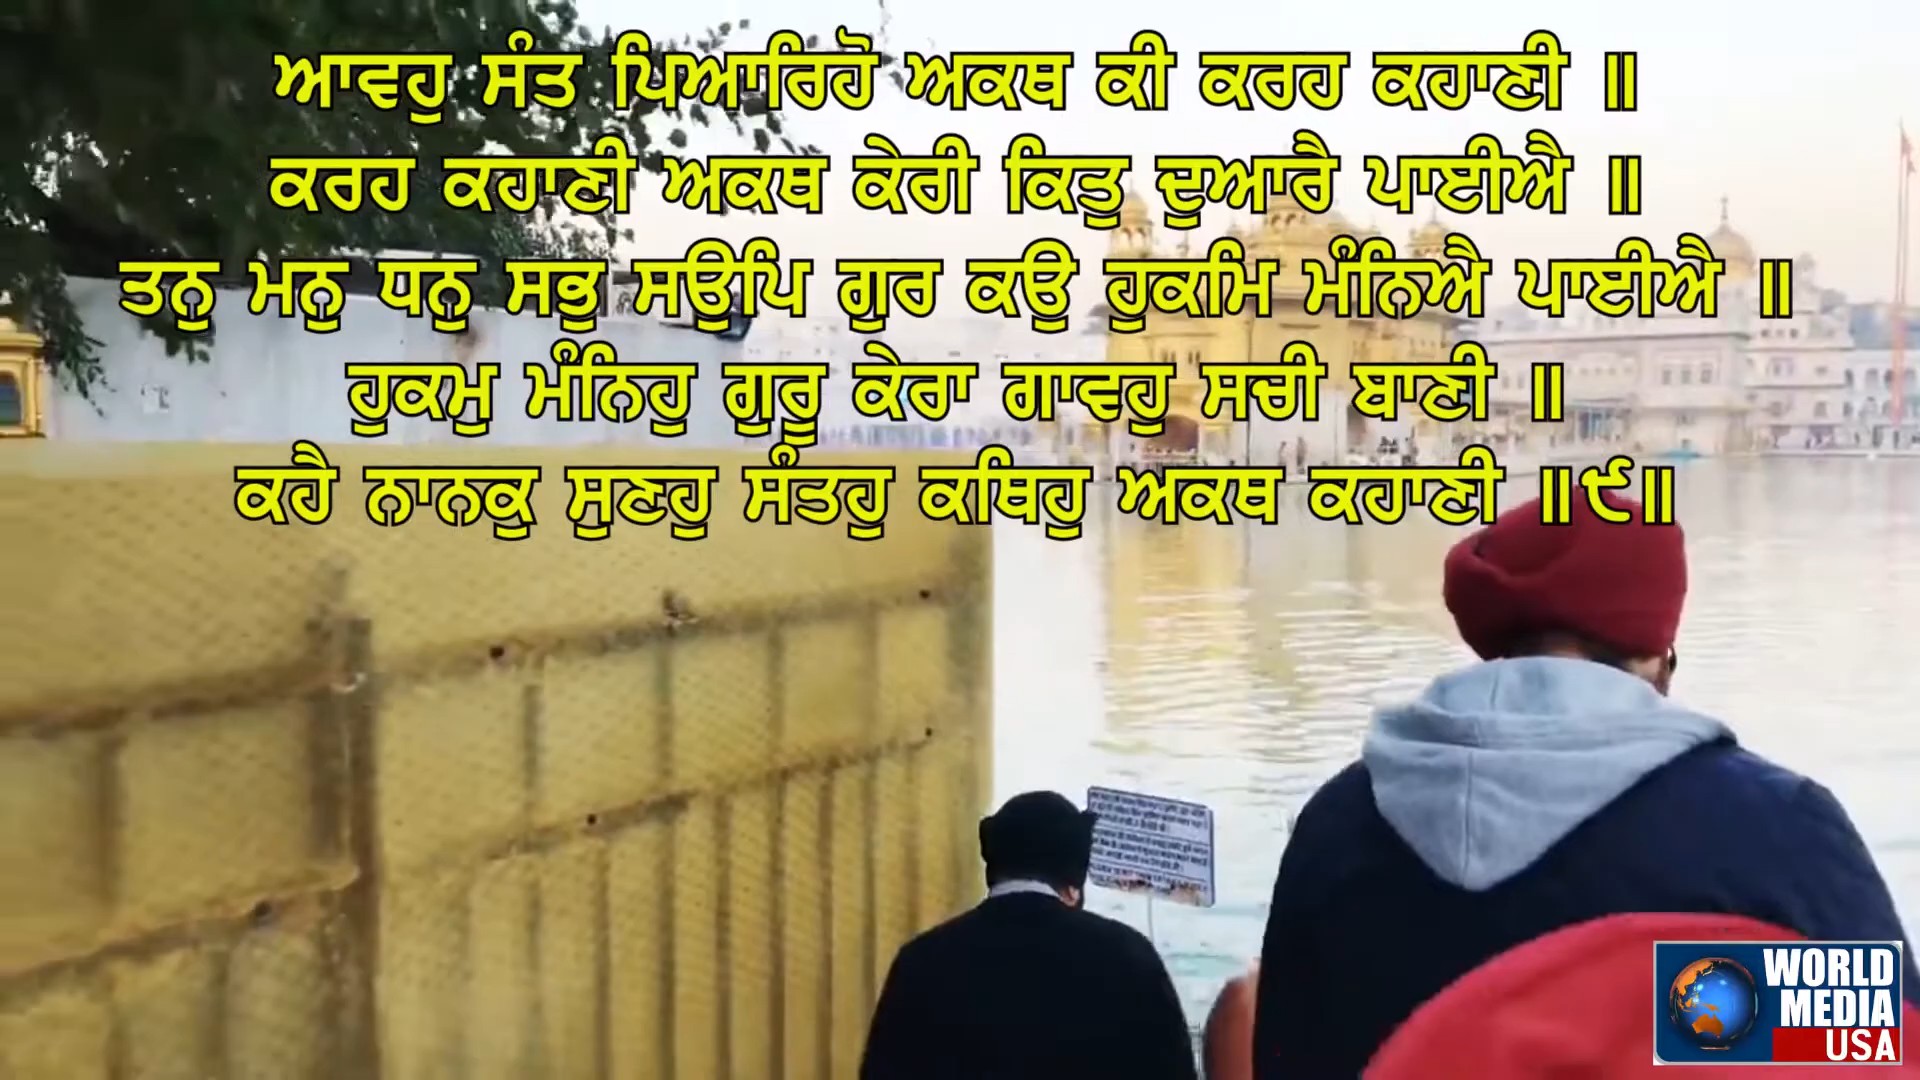 ਆਵਹੁ ਸੰਤ ਪਿਆਰਿਹੋ ਅਕਥ ਕੀ ਕਰਹ ਕਹਾਣੀ ॥
ਕਰਹ ਕਹਾਣੀ ਅਕਥ ਕੇਰੀ ਕਿਤੁ ਦੁਆਰੈ ਪਾਈਐ ॥
ਤਨੁ ਮਨੁ ਧਨੁ ਸਭੁ ਸਉਪਿ ਗੁਰ ਕਉ ਹੁਕਮਿ ਮੰਨਿਐ ਪਾਈਐ ॥
ਹੁਕਮੁ ਮੰਨਿਹੁ ਗੁਰੂ ਕੇਰਾ ਗਾਵਹੁ ਸਚੀ ਬਾਣੀ ॥
ਕਹੈ ਨਾਨਕੁ ਸੁਣਹੁ ਸੰਤਹੁ ਕਥਿਹੁ ਅਕਥ ਕਹਾਣੀ ॥੯॥
WORLD
MEDIA
USA